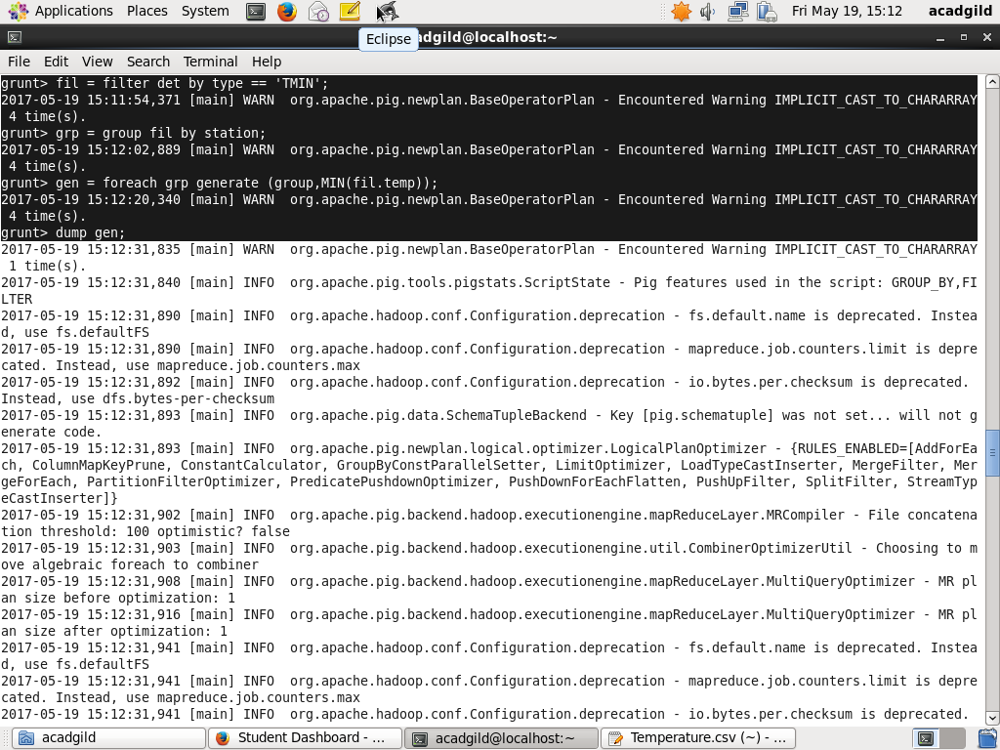 Applications Places System Fri May 19, 15:12 acadgild
acadgild@localhost:~
Eclipse
File Edit View Search Terminal Help
grunt> fil = filter det by type == 'TMIN';
2017-05-19 15:11:54,371 [main] WARN  org.apache.pig.newplan.BaseOperatorPlan - Encountered Warning IMPLICIT_CAST_TO_CHARARRAY
 4 time(s).
grunt> grp = group fil by station;
2017-05-19 15:12:02,889 [main] WARN  org.apache.pig.newplan.BaseOperatorPlan - Encountered Warning IMPLICIT_CAST_TO_CHARARRAY
 4 time(s).
grunt> gen = foreach grp generate (group,MIN(fil.temp));
2017-05-19 15:12:20,340 [main] WARN  org.apache.pig.newplan.BaseOperatorPlan - Encountered Warning IMPLICIT_CAST_TO_CHARARRAY
 4 time(s).
grunt> dump gen;
2017-05-19 15:12:31,835 [main] WARN  org.apache.pig.newplan.BaseOperatorPlan - Encountered Warning IMPLICIT_CAST_TO_CHARARRAY
 1 time(s).
2017-05-19 15:12:31,840 [main] INFO  org.apache.pig.tools.pigstats.ScriptState - Pig features used in the script: GROUP_BY,FI
LTER
2017-05-19 15:12:31,890 [main] INFO  org.apache.hadoop.conf.Configuration.deprecation - fs.default.name is deprecated. Instea
d, use fs.defaultFS
2017-05-19 15:12:31,890 [main] INFO  org.apache.hadoop.conf.Configuration.deprecation - mapreduce.job.counters.limit is depre
cated. Instead, use mapreduce.job.counters.max
2017-05-19 15:12:31,892 [main] INFO  org.apache.hadoop.conf.Configuration.deprecation - io.bytes.per.checksum is deprecated.
Instead, use dfs.bytes-per-checksum
2017-05-19 15:12:31,893 [main] INFO  org.apache.pig.data.SchemaTupleBackend - Key [pig.schematuple] was not set... will not g
enerate code.
2017-05-19 15:12:31,893 [main] INFO  org.apache.pig.newplan.logical.optimizer.LogicalPlanOptimizer - {RULES_ENABLED=[AddForEa
ch, ColumnMapKeyPrune, ConstantCalculator, GroupByConstParallelSetter, LimitOptimizer, LoadTypeCastInserter, MergeFilter, Mer
geForEach, PartitionFilterOptimizer, PredicatePushdownOptimizer, PushDownForEachFlatten, PushUpFilter, SplitFilter, StreamTyp
eCastInserter]}
2017-05-19 15:12:31,902 [main] INFO  org.apache.pig.backend.hadoop.executionengine.mapReduceLayer.MRCompiler - File concatena
tion threshold: 100 optimistic? false
2017-05-19 15:12:31,903 [main] INFO  org.apache.pig.backend.hadoop.executionengine.util.CombinerOptimizerUtil - Choosing to m
ove algebraic foreach to combiner
2017-05-19 15:12:31,908 [main] INFO  org.apache.pig.backend.hadoop.executionengine.mapReduceLayer.MultiQueryOptimizer - MR pl
an size before optimization: 1
2017-05-19 15:12:31,916 [main] INFO  org.apache.pig.backend.hadoop.executionengine.mapReduceLayer.MultiQueryOptimizer - MR pl
an size after optimization: 1
2017-05-19 15:12:31,941 [main] INFO  org.apache.hadoop.conf.Configuration.deprecation - fs.default.name is deprecated. Instea
d, use fs.defaultFS
2017-05-19 15:12:31,941 [main] INFO  org.apache.hadoop.conf.Configuration.deprecation - mapreduce.job.counters.limit is depre
cated. Instead, use mapreduce.job.counters.max
2017-05-19 15:12:31,941 [main] INFO  org.apache.hadoop.conf.Configuration.deprecation - io.bytes.per.checksum is deprecated.
acadgild Student Dashboard - ... acadgild@localhost:~ Temperature.csv (~) - ...